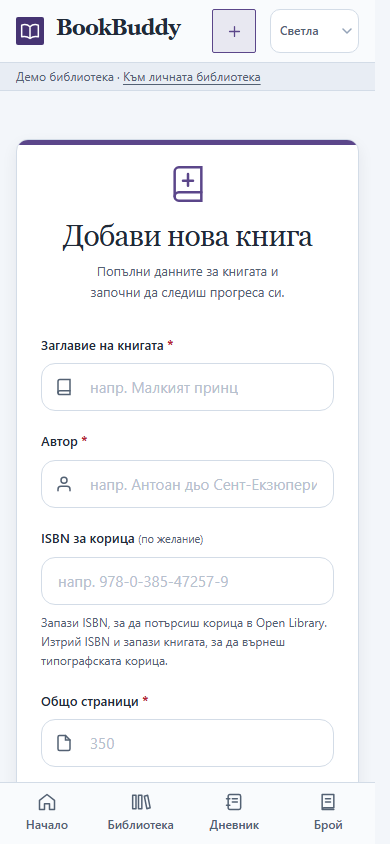 BookBuddy
+
Светла
Демо библиотека · Към личната библиотека
Добави нова книга
Попълни данните за книгата и
започни да следиш прогреса си.
Заглавие на книгата *
напр. Малкият принц
Автор *
напр. Антоан дьо Сент-Екзюпери
ISBN за корица (по желание)
напр. 978-0-385-47257-9
Запази ISBN, за да потърсиш корица в Open Library.
Изтрий ISBN и запази книгата, за да върнеш
типографската корица.
Общо страници *
350
Начало
Библиотека
Дневник
Брой